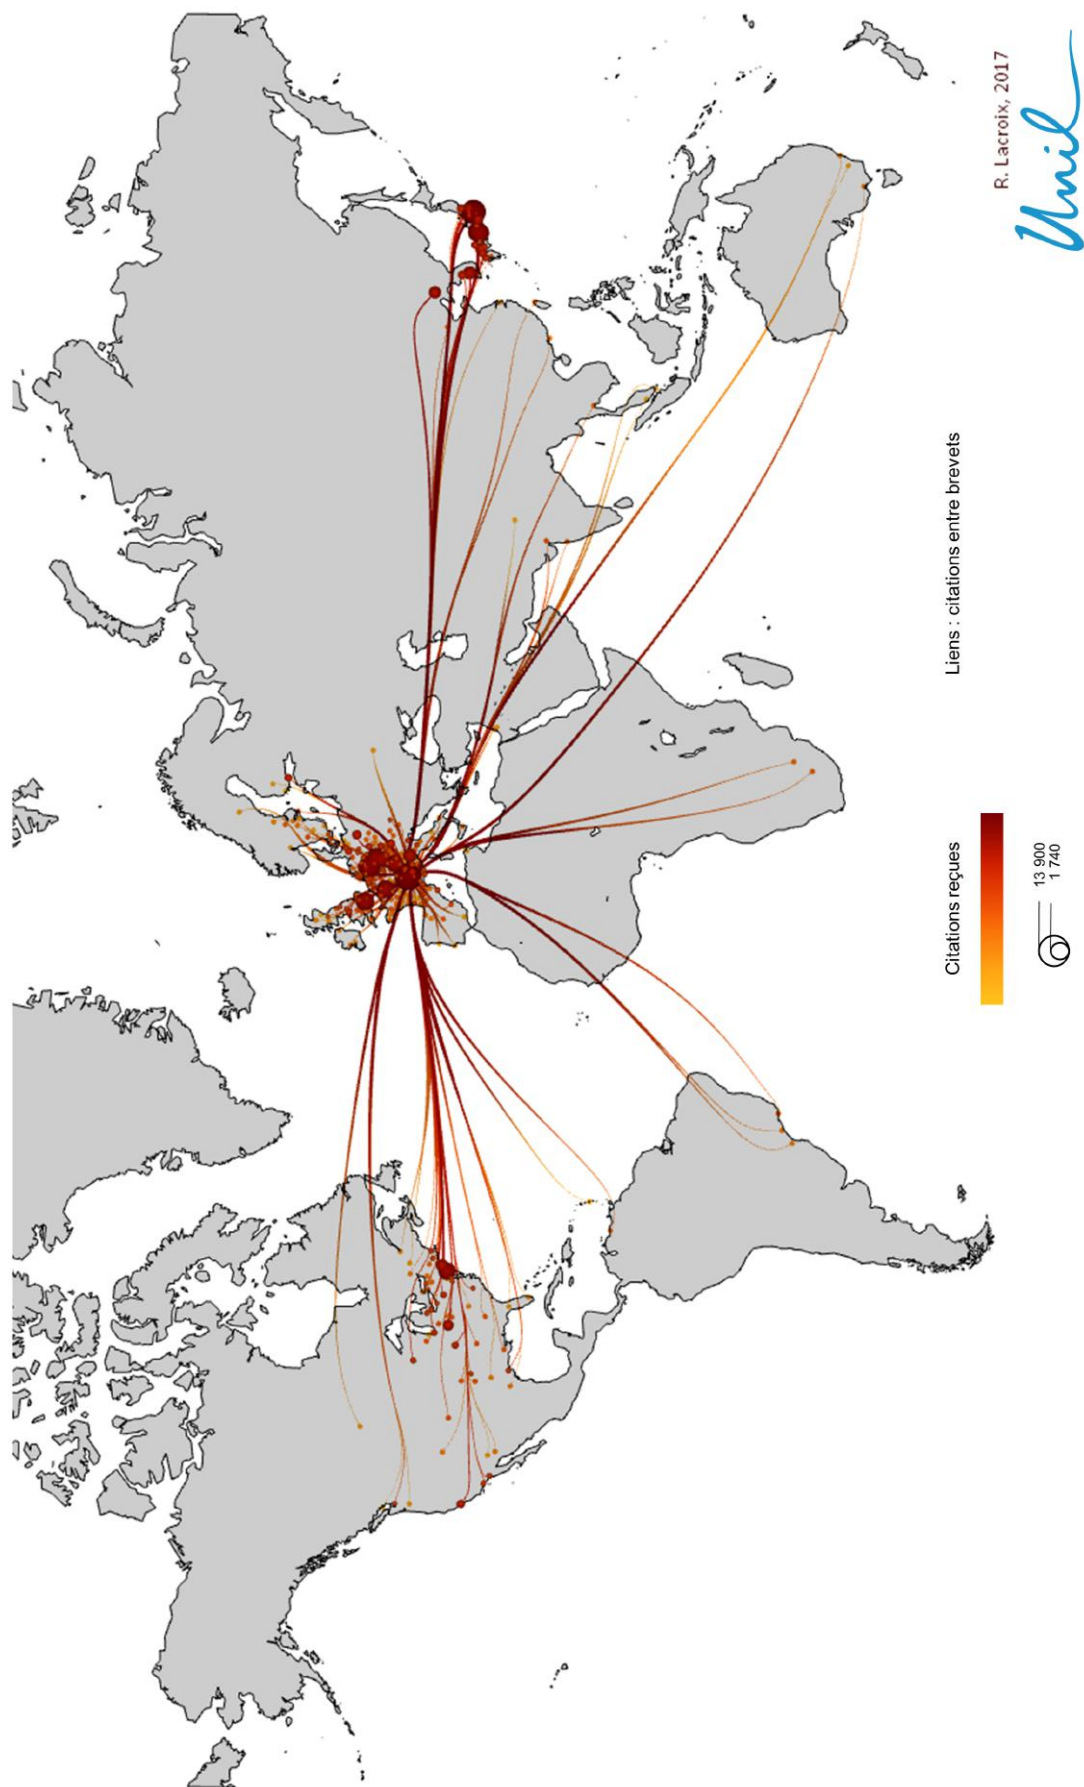 Citations reçues
13 900
1 740
Liens : citations entre brevets
R. Lacroix, 2017
Unil